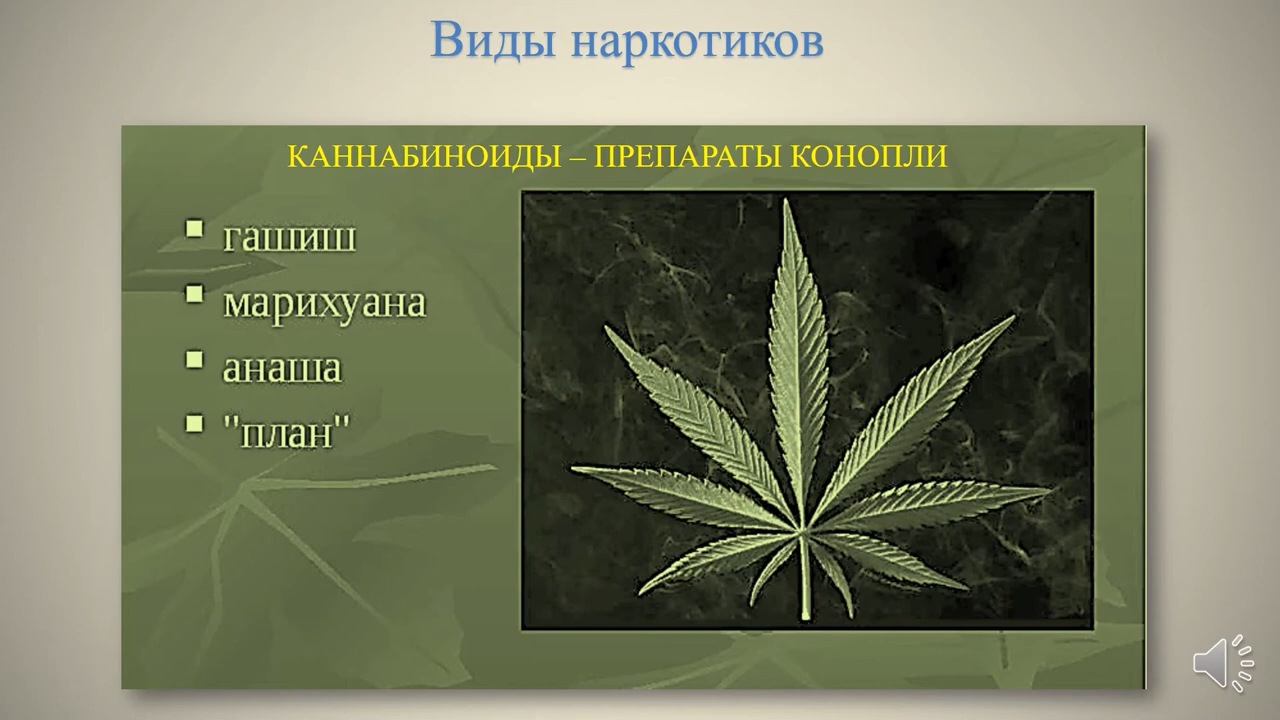 Виды наркотиков
КАННАБИНОИДЫ – ПРЕПАРАТЫ КОНОПЛИ
гашиш
марихуана
анаша
"план"